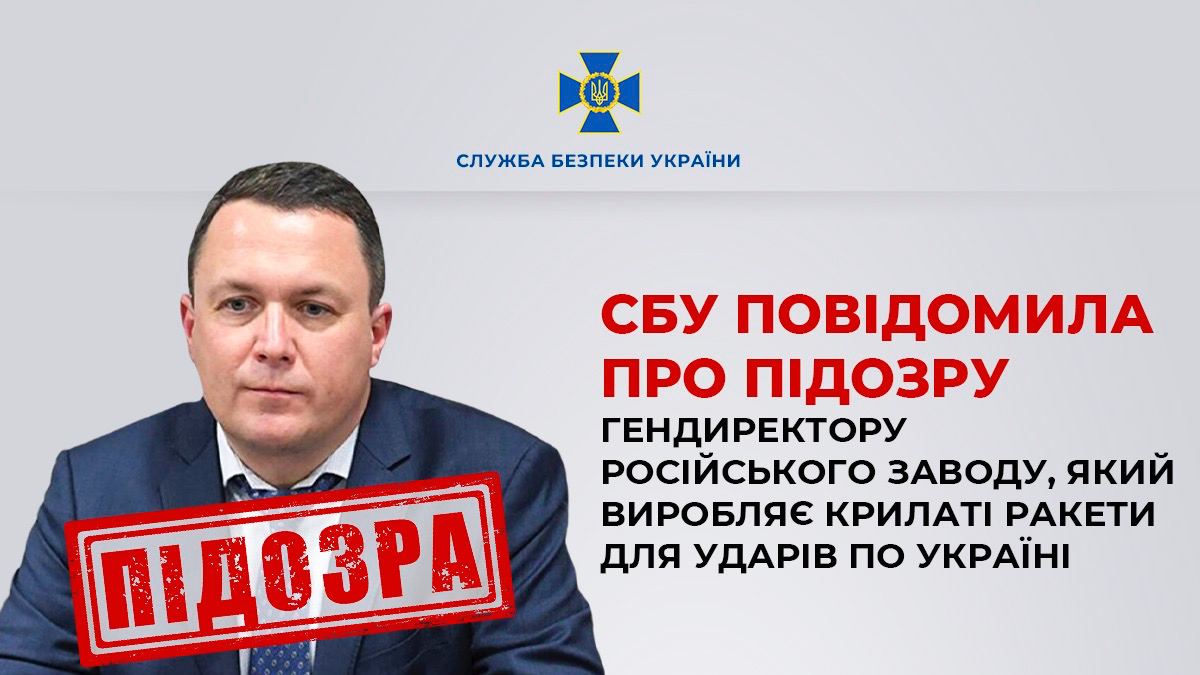 СЛУЖБА БЕЗПЕКИ УКРАЇНИ
СБУ ПОВІДОМИЛА
ПРО ПІДОЗРУ
ГЕНДИРЕКТОРУ
РОСІЙСЬКОГО ЗАВОДУ, ЯКИЙ
ВИРОБЛЯЄ КРИЛАТІ РАКЕТИ
ДЛЯ УДАРІВ ПО УКРАЇНІ
ПІДОЗРА